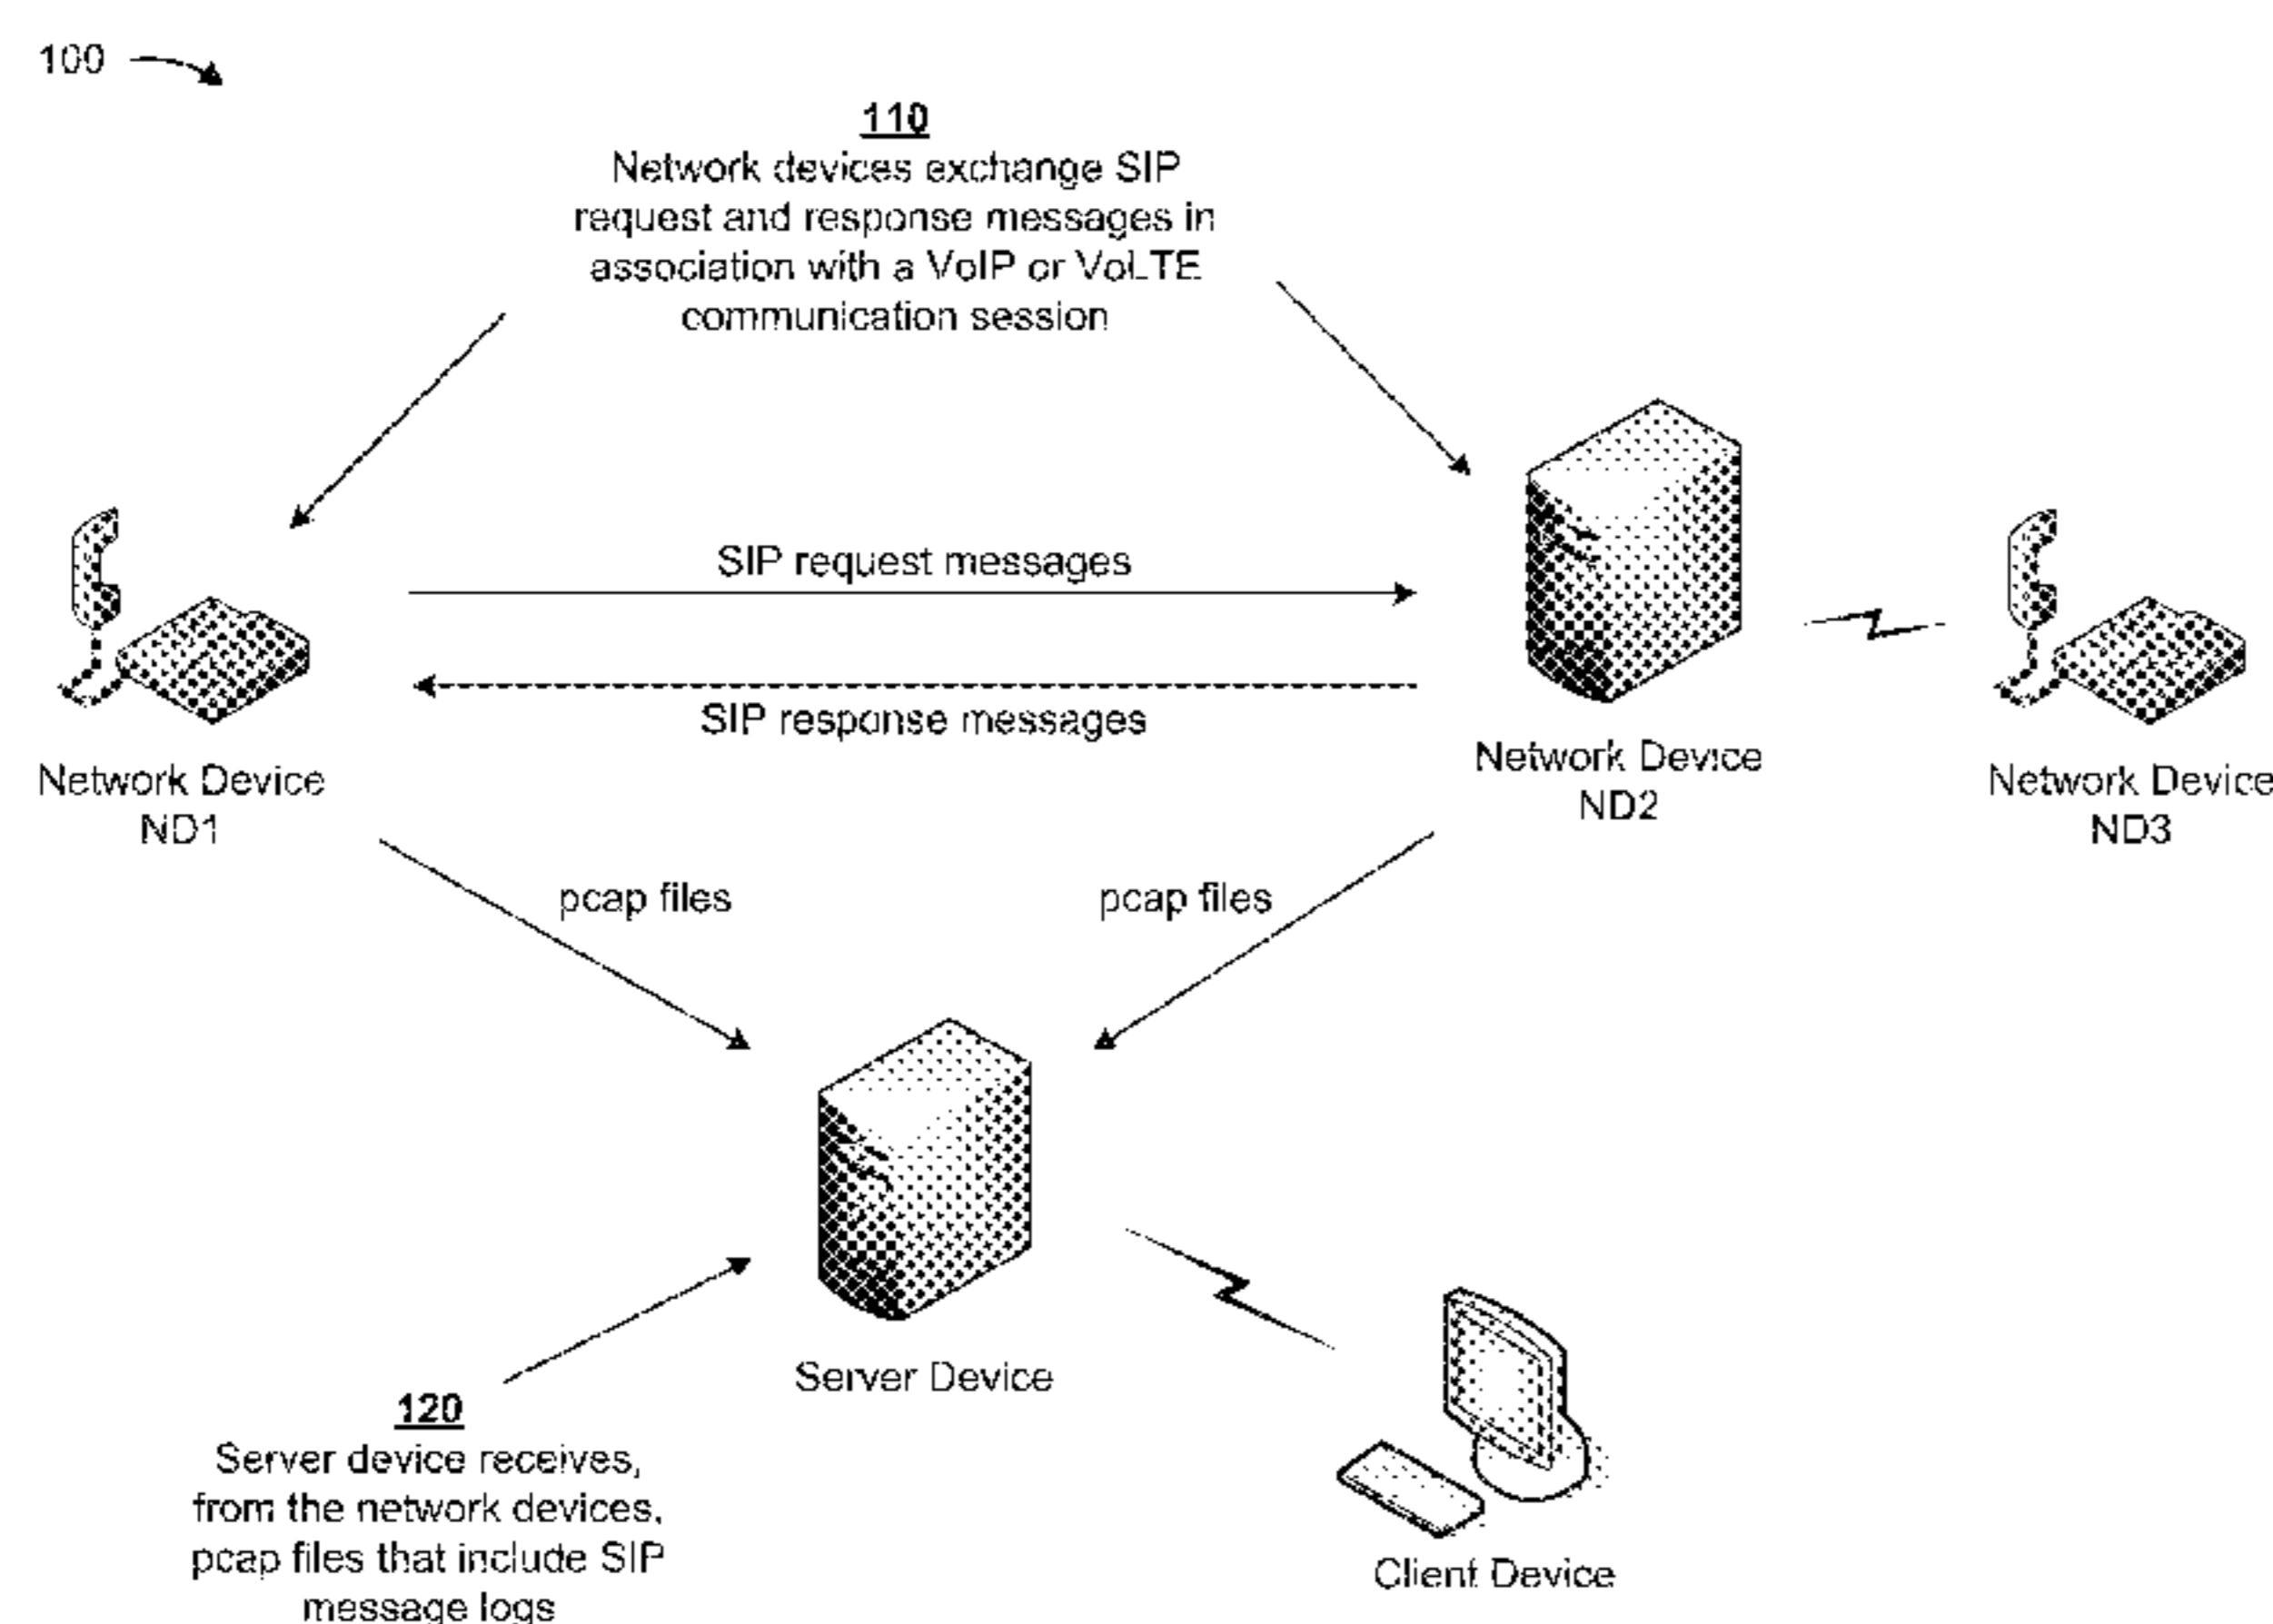 100
110
Network devices exchange SIP
request and response messages in
association with a VoIP or VoLTE
communication session
SIP request messages
SIP response messages
Network Device
ND1
Network Device
ND2
Network Device
ND3
pcap files
pcap files
Server Device
120
Server device receives,
from the network devices,
pcap files that include SIP
message logs
Client Device